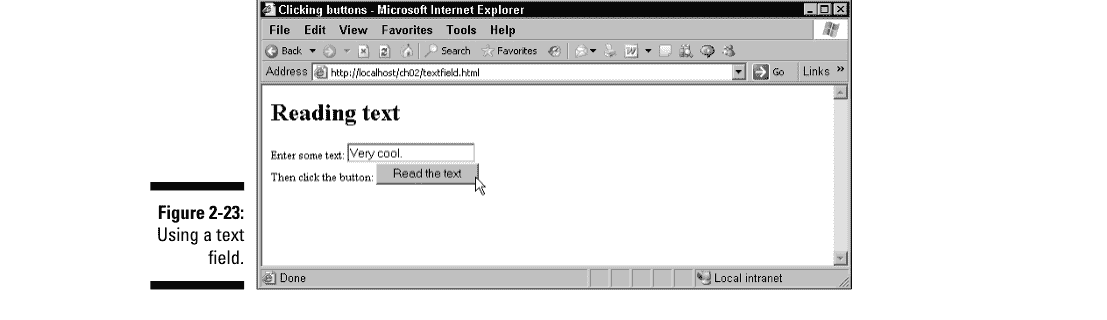 Clicking buttons - Microsoft Internet Explorer
File Edit View Favorites Tools Help
Back Search Favorites W
Address http://localhost/ch02/textfield.html Go Links »
Reading text
Enter some text: Very cool.
Then click the button: Read the text
Figure 2-23:
Using a text
field.
Done Local intranet